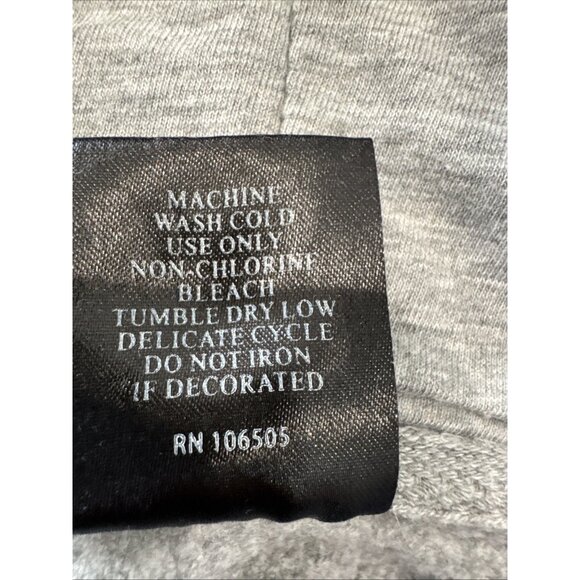 MACHINE
WASH COLD
USE ONLY
NON-CHLORINE
BLEACH
TUMBLE DRY LOW
DELICATE CYCLE
DO NOT IRON
IF DECORATED
RN 106505